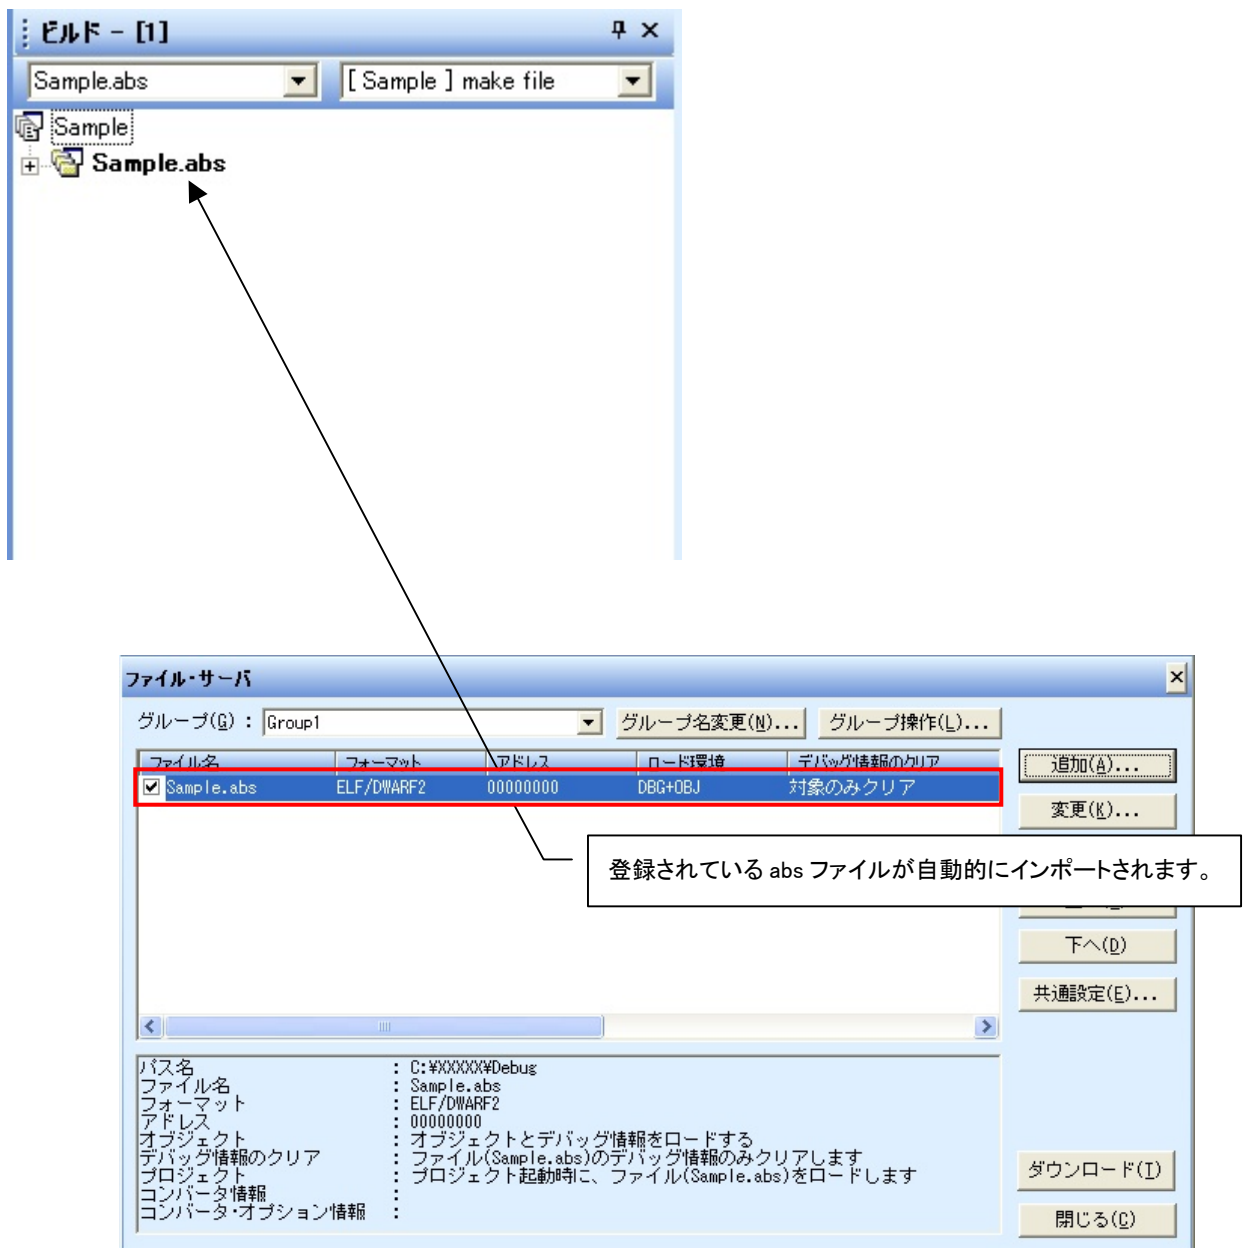 ビルド - [1]
Sample.abs
[ Sample ] make file
Sample
Sample.abs
ファイル・サーバ
グループ(G) : Group1
グループ名変更(N)...
グループ操作(L)...
ファイル名 フォーマット アドレス ロード環境 デバッグ情報のクリア
Sample.abs ELF/DWARF2 00000000 DBG+OBJ 対象のみクリア
追加(A)...
変更(K)...
登録されている abs ファイルが自動的にインポートされます。
下へ(D)
共通設定(E)...
パス名 : C:¥XXXXX¥Debug
ファイル名 : Sample.abs
フォーマット : ELF/DWARF2
アドレス : 00000000
オブジェクト : オブジェクトとデバッグ情報をロードする
デバッグ情報のクリア : ファイル(Sample.abs)のデバッグ情報のみクリアします
プロジェクト : プロジェクト起動時に、ファイル(Sample.abs)をロードします
コンバータ情報 :
コンバータ・オプション情報 :
ダウンロード(I)
閉じる(C)